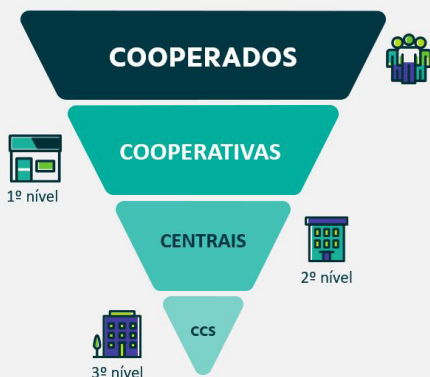 COOPERADOS
COOPERATIVAS
1º nível
CENTRAIS
2º nível
CCS
3º nível